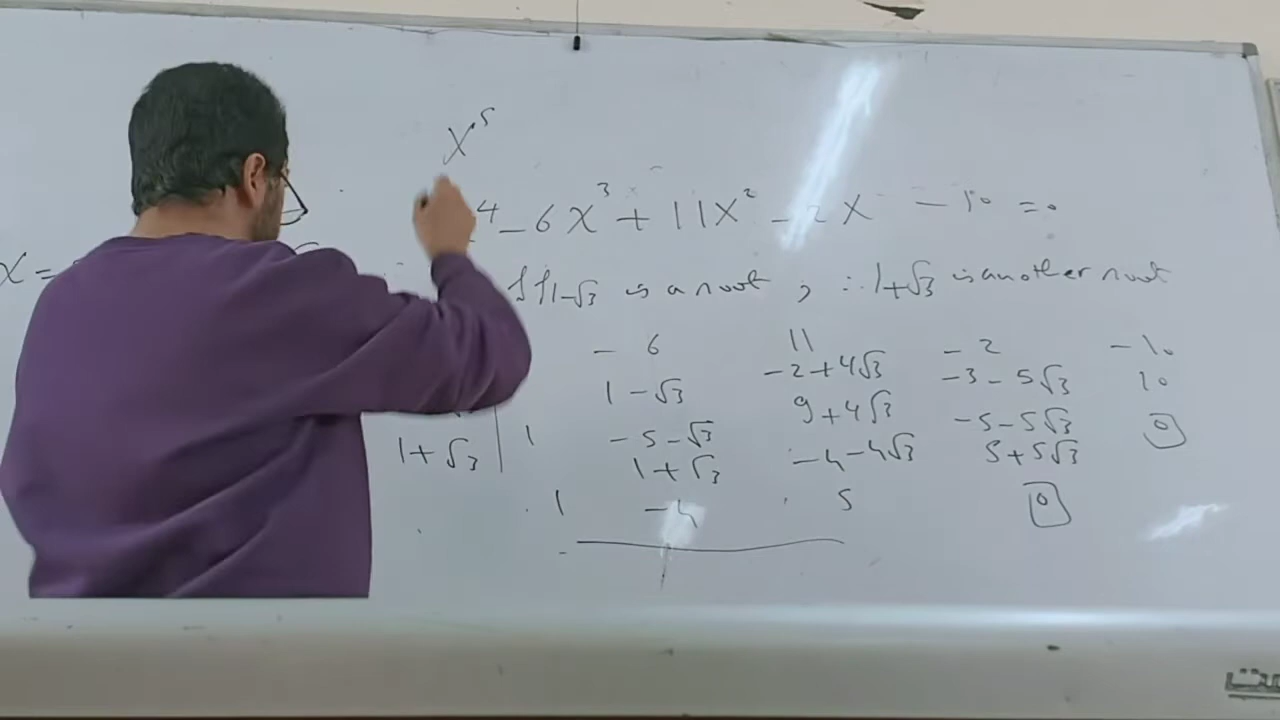 x⁵
⁴ - 6x³ + 11x² - 2x - 10 = 0
x =
if 1-√3 is a root, ∴ 1+√3 is another root
- 6 11 - 2 - 10
1 - √3 - 2 + 4√3 - 3 - 5√3 10
1 - 5 - √3 9 + 4√3 - 5 - 5√3 0
1 + √3 1 + √3 - 4 - 4√3 5 + 5√3
1 - 4 5 0